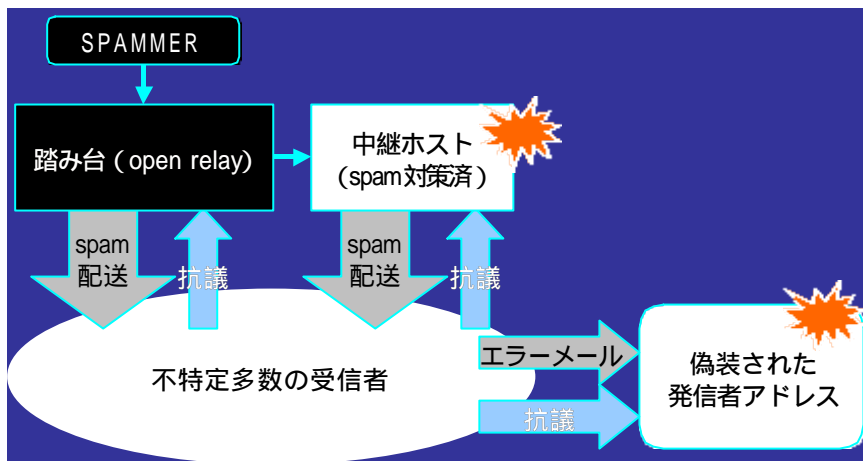 SPAMMER
踏み台 ( open relay)
中継ホスト
(spam対策済 )
spam
配送
抗議
spam
配送
抗議
不特定多数の受信者
エラーメール
抗議
偽装された
発信者アドレス